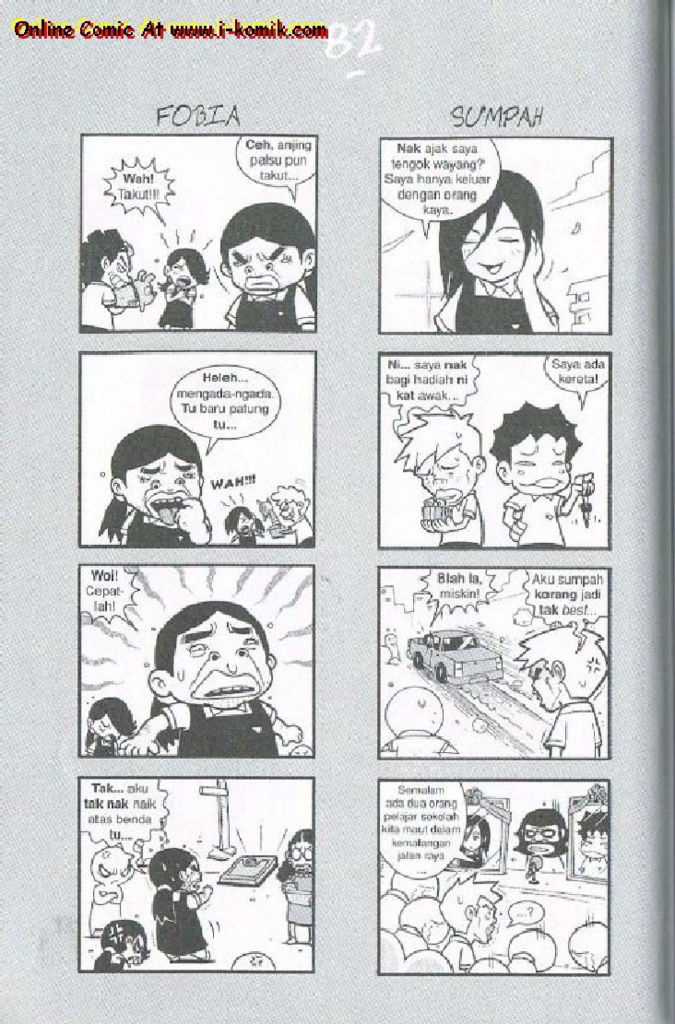 Online Comic At www.i-komik.com
82
FOBIA
Ceh, anjing
palsu pun
takut...
Wah!
Takut!!!
Heleh...
mengada-ngada.
Tu baru patung
tu...
WAH!!!
Woi!
Cepat-
lah!
Tak... aku
tak nak naik
atas benda
tu...
SUMPAH
Nak ajak saya
tengok wayang?
Saya hanya keluar
dengan orang
kaya.
Ni... saya nak
bagi hadiah ni
kat awak...
Saya ada
kereta!
Blah la,
miskin!
Aku sumpah
korang jadi
tak best...
Semalam
ada dua orang
pelajar sekolah
kita maut dalam
kemalangan
jalan raya
...?